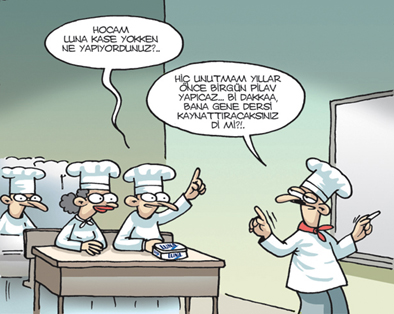 HOCAM
LUNA KASE YOKKEN
NE YAPIYORDUNUZ?..
HİÇ UNUTMAM YILLAR
ÖNCE BİRGÜN PİLAV
YAPICAZ... Bİ DAKKAA,
BANA GENE DERSİ
KAYNATTIRACAKSINIZ
Dİ Mİ?!.
LUNA